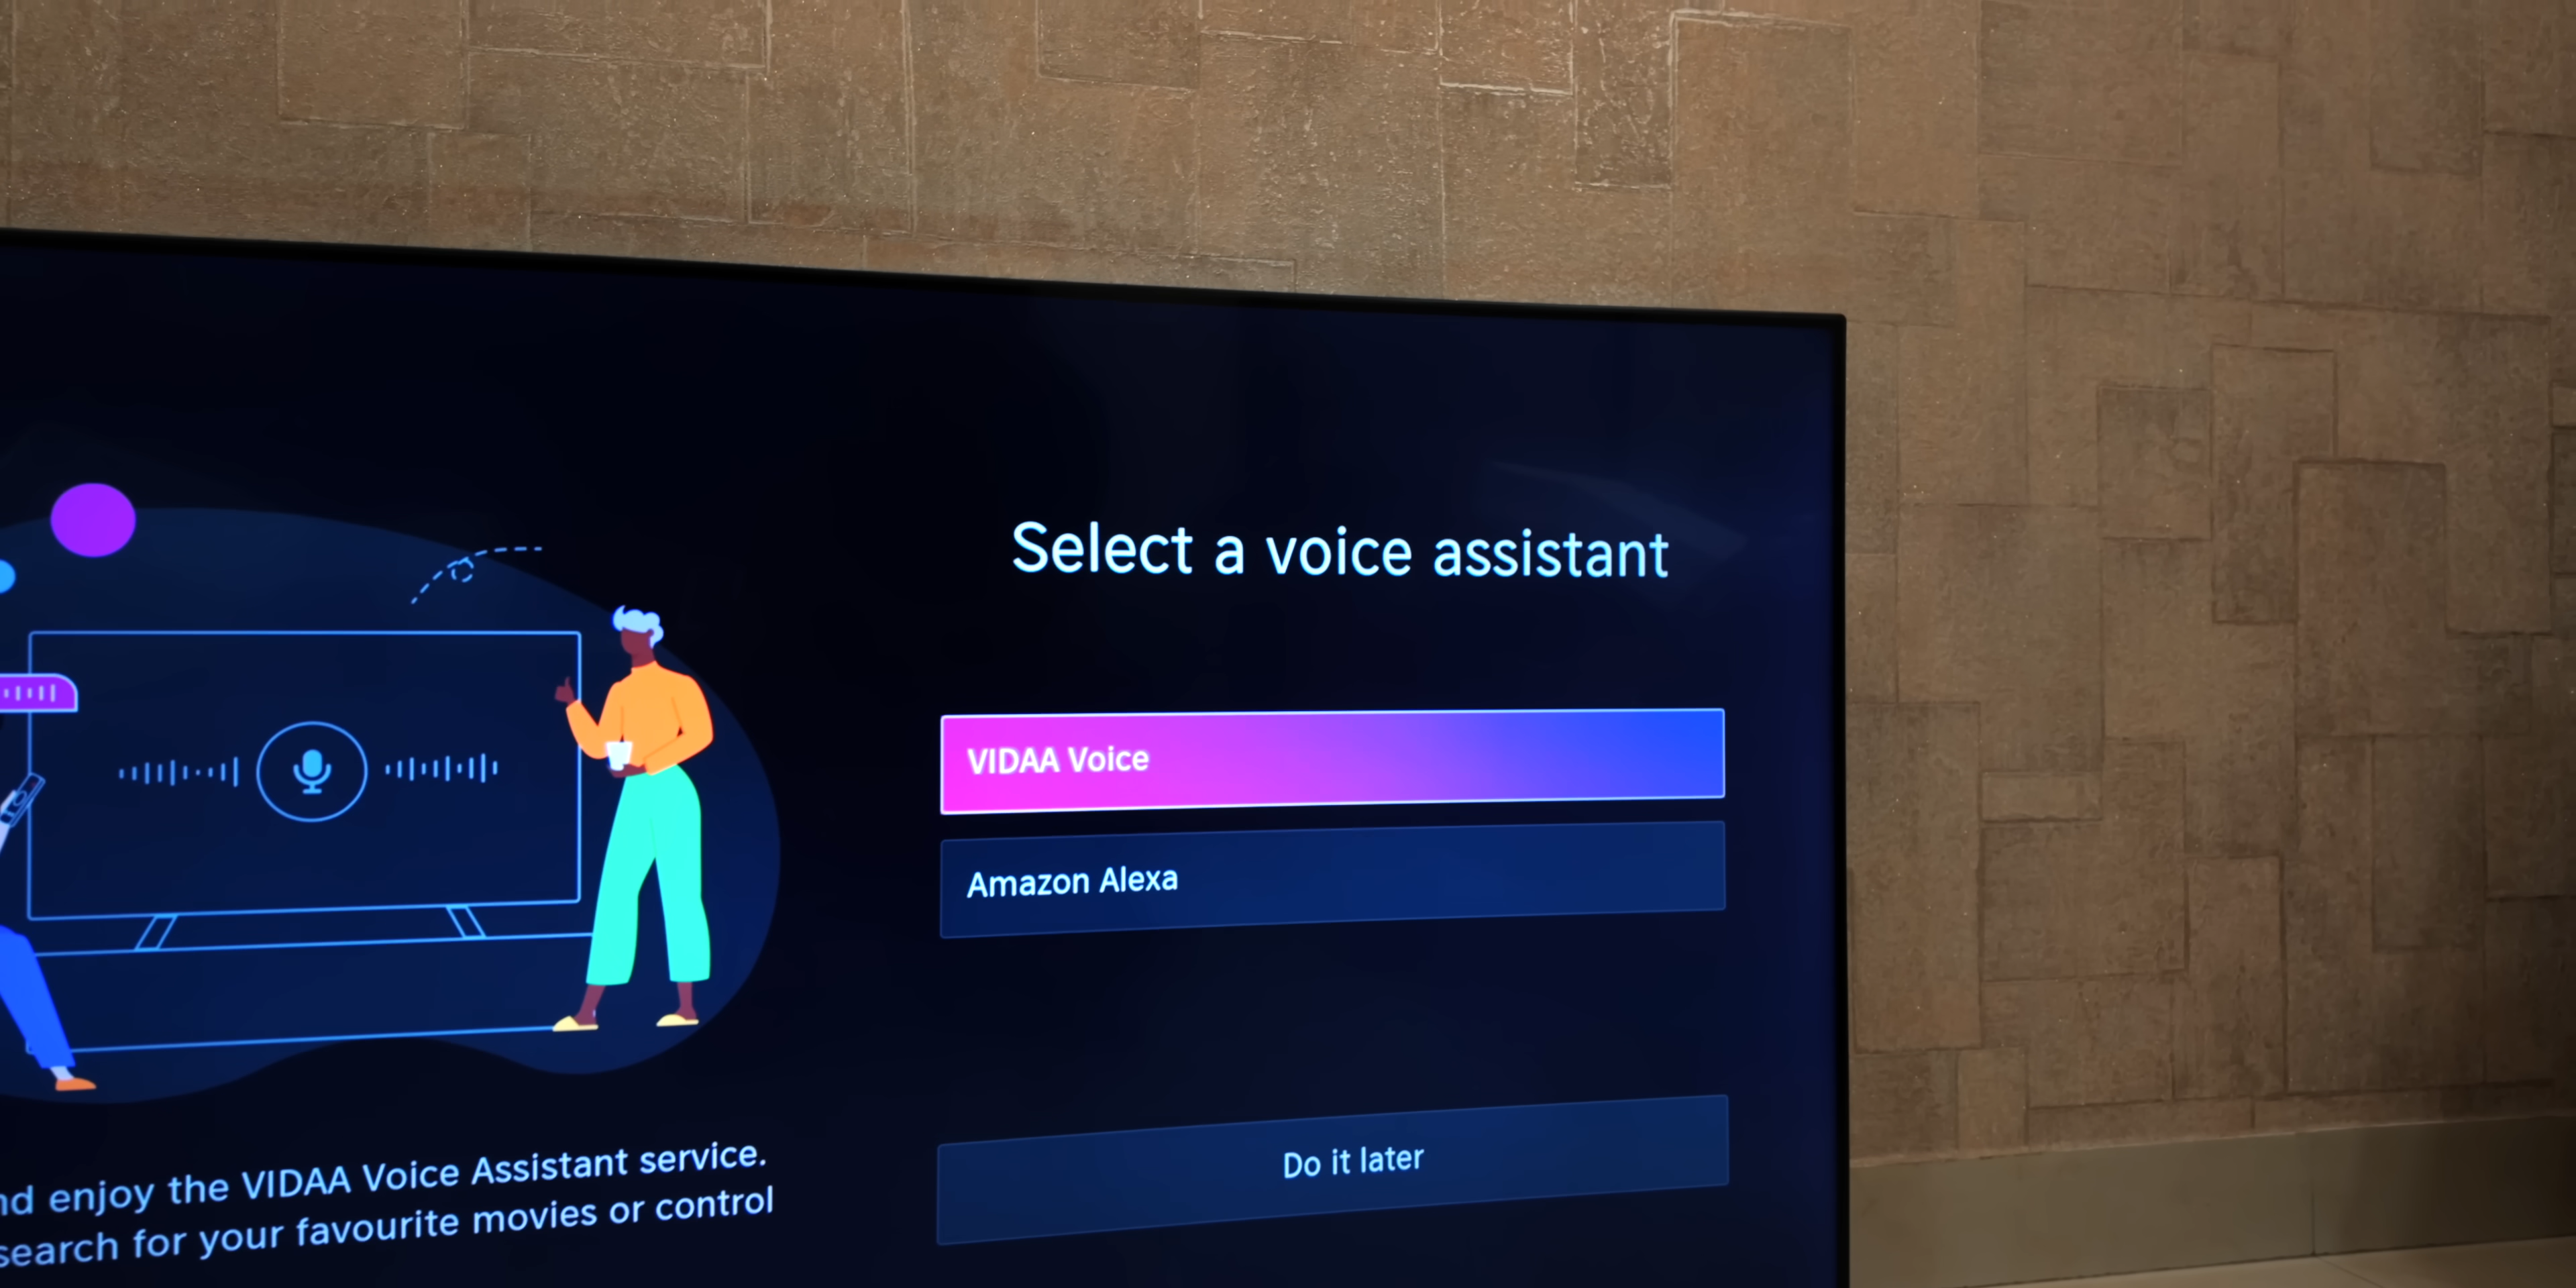 Select a voice assistant
VIDAA Voice
Amazon Alexa
Do it later
enjoy the VIDAA Voice Assistant service.
search for your favourite movies or control